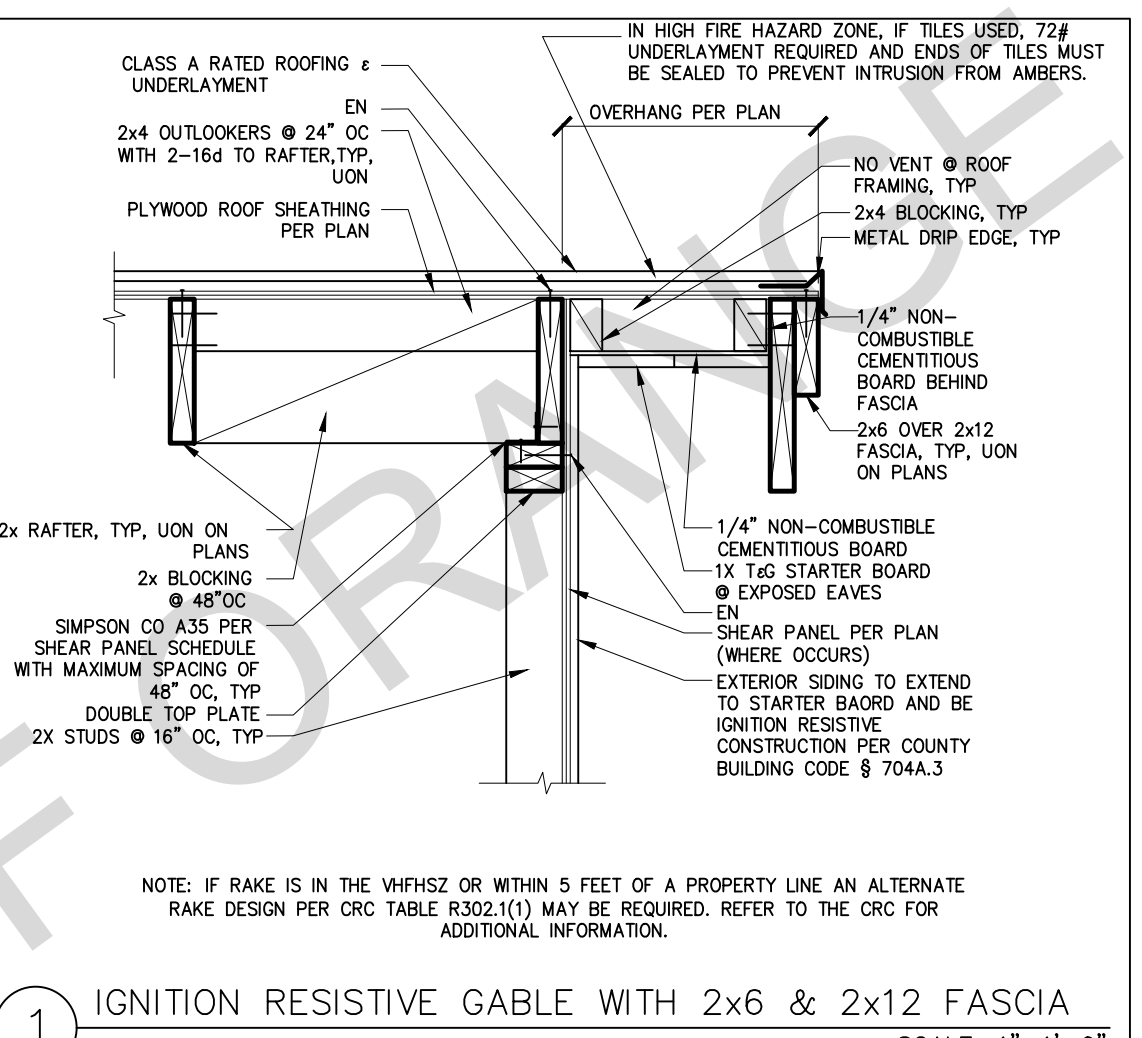 IN HIGH FIRE HAZARD ZONE, IF TILES USED, 72#
UNDERLAYMENT REQUIRED AND ENDS OF TILES MUST
BE SEALED TO PREVENT INTRUSION FROM AMBERS.
CLASS A RATED ROOFING ε
UNDERLAYMENT
EN
2x4 OUTLOOKERS @ 24" OC
WITH 2-16d TO RAFTER,TYP,
UON
PLYWOOD ROOF SHEATHING
PER PLAN
OVERHANG PER PLAN
NO VENT @ ROOF
FRAMING, TYP
2x4 BLOCKING, TYP
METAL DRIP EDGE, TYP
1/4" NON-
COMBUSTIBLE
CEMENTITIOUS
BOARD BEHIND
FASCIA
2x6 OVER 2x12
FASCIA, TYP, UON
ON PLANS
2x RAFTER, TYP, UON ON
PLANS
2x BLOCKING
@ 48"OC
SIMPSON CO A35 PER
SHEAR PANEL SCHEDULE
WITH MAXIMUM SPACING OF
48" OC, TYP
DOUBLE TOP PLATE
2X STUDS @ 16" OC, TYP
1/4" NON-COMBUSTIBLE
CEMENTITIOUS BOARD
1X TεG STARTER BOARD
@ EXPOSED EAVES
EN
SHEAR PANEL PER PLAN
(WHERE OCCURS)
EXTERIOR SIDING TO EXTEND
TO STARTER BAORD AND BE
IGNITION RESISTIVE
CONSTRUCTION PER COUNTY
BUILDING CODE § 704A.3
NOTE: IF RAKE IS IN THE VHFHSZ OR WITHIN 5 FEET OF A PROPERTY LINE AN ALTERNATE
RAKE DESIGN PER CRC TABLE R302.1(1) MAY BE REQUIRED. REFER TO THE CRC FOR
ADDITIONAL INFORMATION.
1 IGNITION RESISTIVE GABLE WITH 2x6 & 2x12 FASCIA
F ORANGE